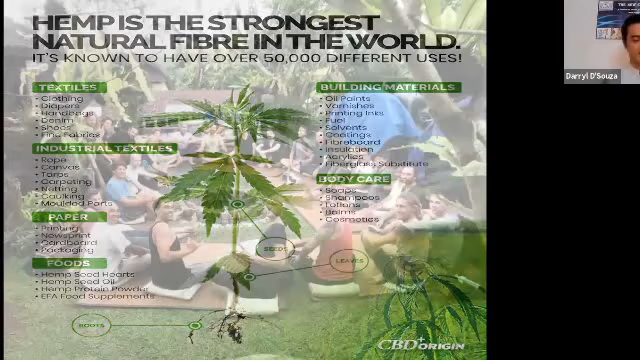 HEMP IS THE STRONGEST
NATURAL FIBRE IN THE WORLD.
IT'S KNOWN TO HAVE OVER 50,000 DIFFERENT USES!
TEXTILES
• Clothing
• Diapers
• Handbags
• Denim
• Shoes
• Fine Fabrics
INDUSTRIAL TEXTILES
• Rope
• Canvas
• Tarps
• Carpeting
• Netting
• Caulking
• Moulded Parts
PAPER
• Printing
• Newsprint
• Cardboard
• Packaging
FOODS
• Hemp Seed Hearts
• Hemp Seed Oil
• Hemp Protein Powder
• EFA Food Supplements
BUILDING MATERIALS
• Oil Paints
• Varnishes
• Printing Inks
• Fuel
• Solvents
• Coatings
• Fibreboard
• Insulation
• Acrylics
• Fiberglass Substitute
BODY CARE
• Soaps
• Shampoos
• Lotions
• Balms
• Cosmetics
SEEDS
LEAVES
ROOTS
CBD ORIGIN
Darryl D'Souza